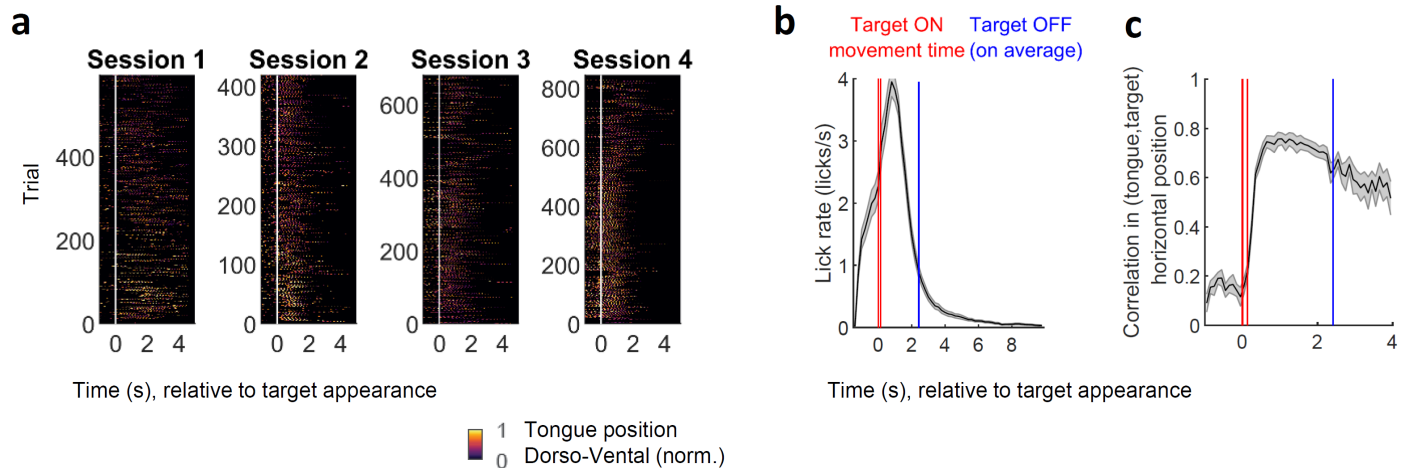 a
Session 1
Session 2
Session 3
Session 4
Trial
400
200
0
400
300
200
100
0
600
400
200
0
800
600
400
200
0
0 2 4
0 2 4
0 2 4
0 2 4
Time (s), relative to target appearance
1
0
Tongue position
Dorso-Vental (norm.)
b
Target ON
movement time
Target OFF
(on average)
Lick rate (licks/s)
4
3
2
1
0
0 2 4 6 8
Time (s), relative to target appearance
c
Correlation in (tongue,target)
horizontal position
1
0.8
0.6
0.4
0.2
0
0 2 4